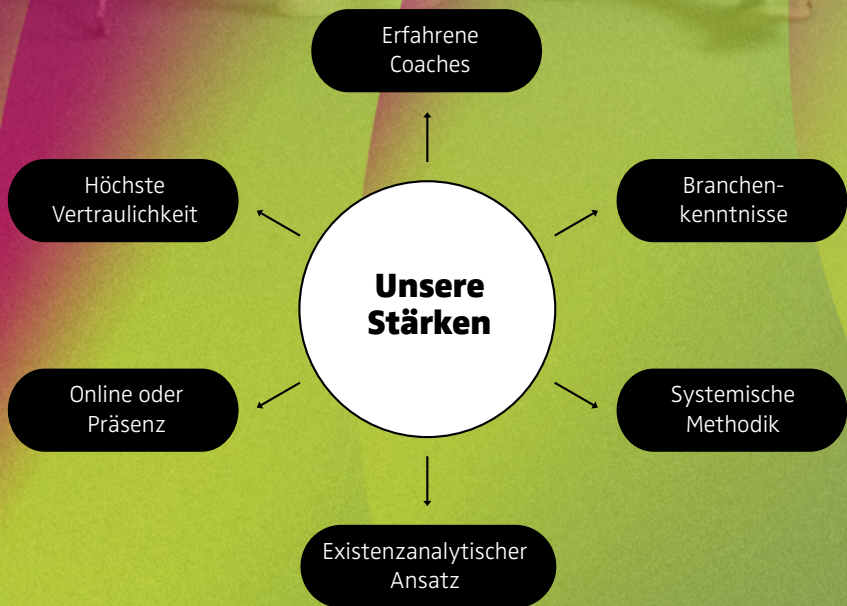 Erfahrene
Coaches
Höchste
Vertraulichkeit
Branchen-
kenntnisse
Unsere
Stärken
Online oder
Präsenz
Systemische
Methodik
Existenzanalytischer
Ansatz